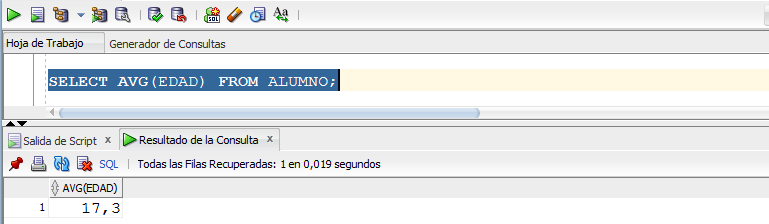 Hoja de Trabajo Generador de Consultas
SELECT AVG(EDAD) FROM ALUMNO;
Salida de Script x Resultado de la Consulta x
SQL Todas las Filas Recuperadas: 1 en 0,019 segundos
AVG(EDAD)
1 17,3